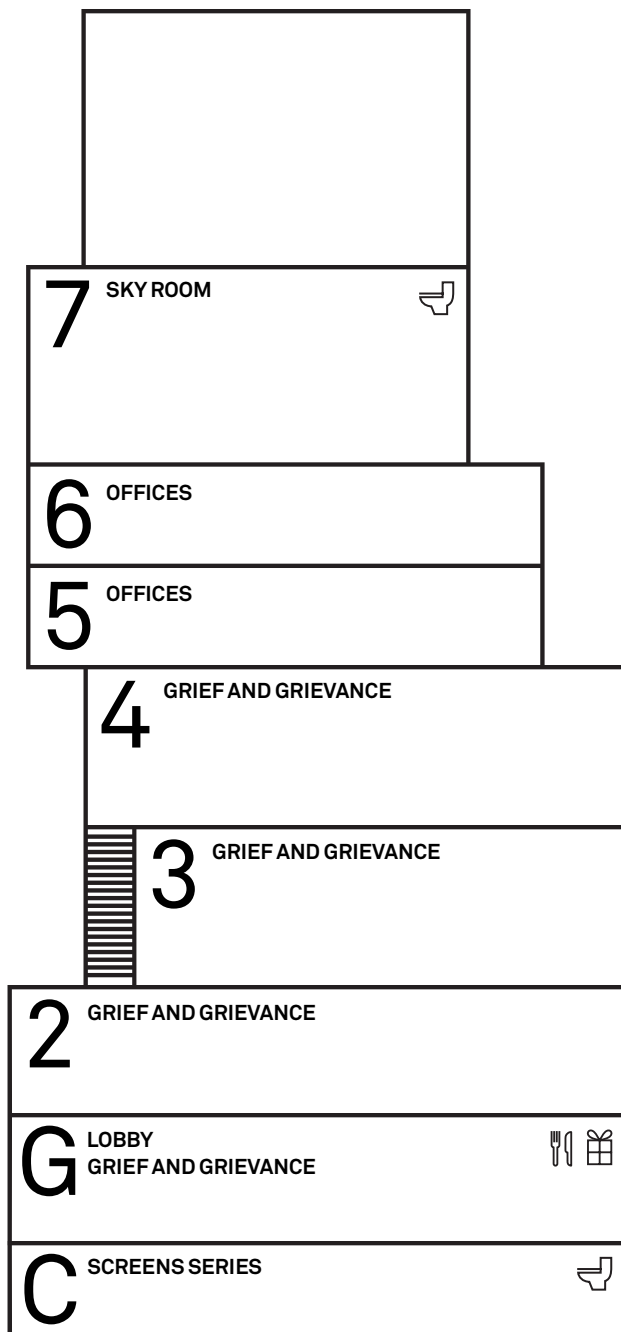 7 SKY ROOM
6 OFFICES
5 OFFICES
4 GRIEF AND GRIEVANCE
3 GRIEF AND GRIEVANCE
2 GRIEF AND GRIEVANCE
G LOBBY
GRIEF AND GRIEVANCE
C SCREENS SERIES